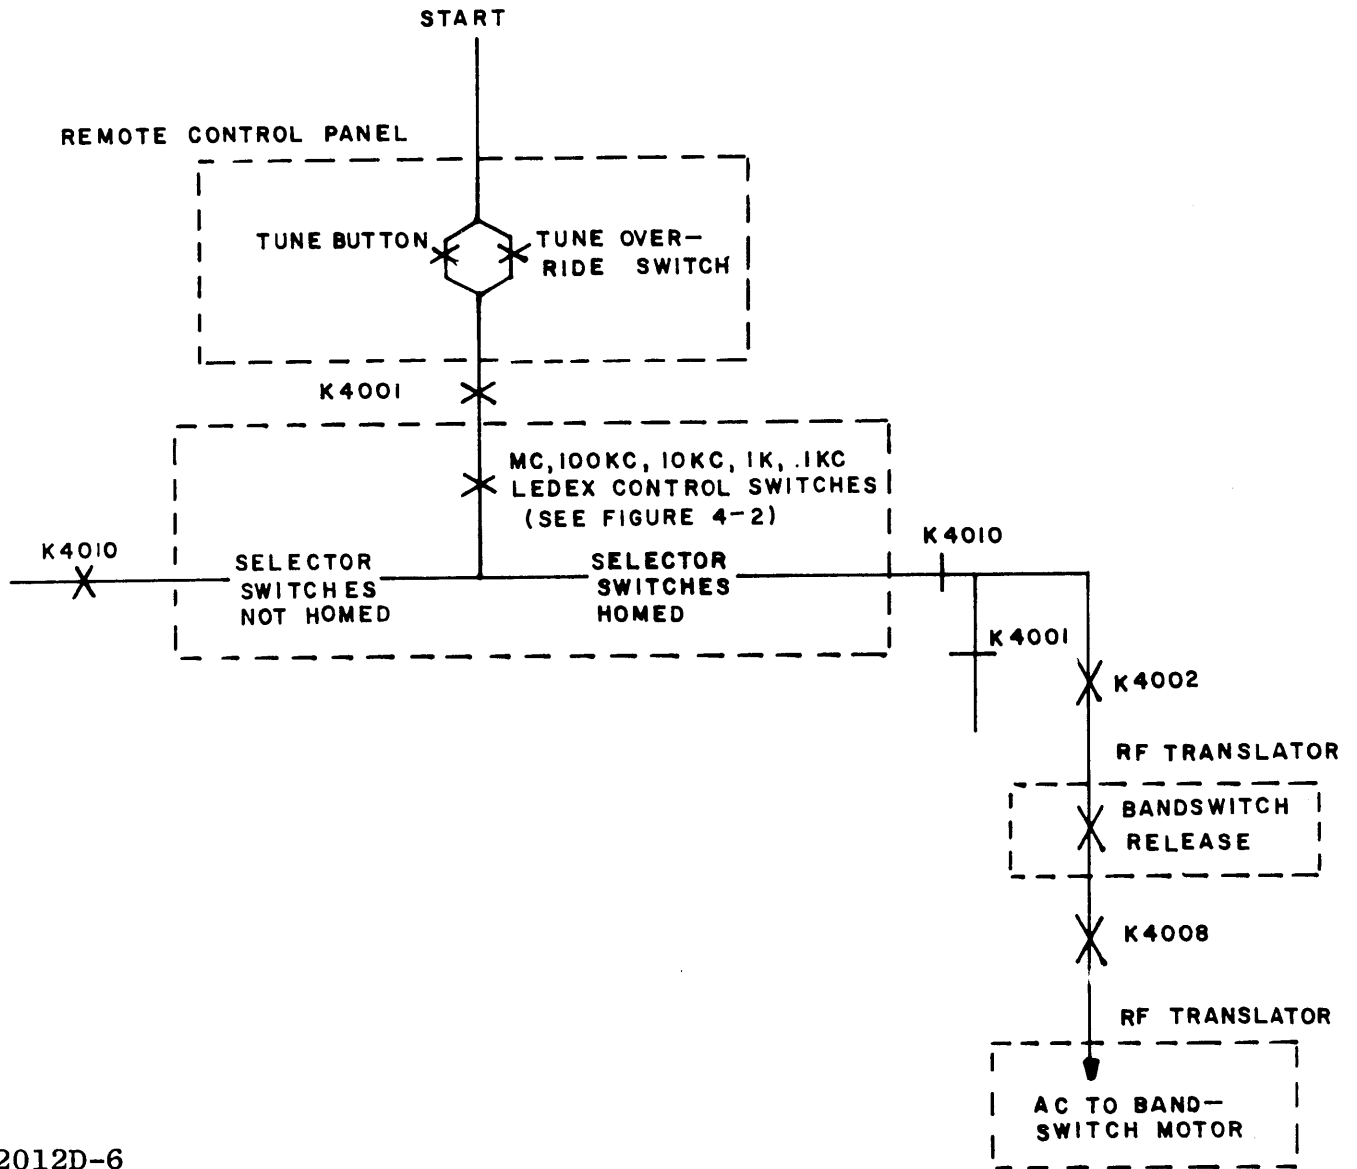 START
REMOTE CONTROL PANEL
TUNE BUTTON
TUNE OVER-
RIDE SWITCH
K4001
MC, 100KC, 10KC, 1K, .1KC
LEDEX CONTROL SWITCHES
(SEE FIGURE 4-2)
K4010
SELECTOR
SWITCHES
NOT HOMED
SELECTOR
SWITCHES
HOMED
K4010
K4001
K4002
RF TRANSLATOR
BANDSWITCH
RELEASE
K4008
RF TRANSLATOR
AC TO BAND-
SWITCH MOTOR
2012D-6